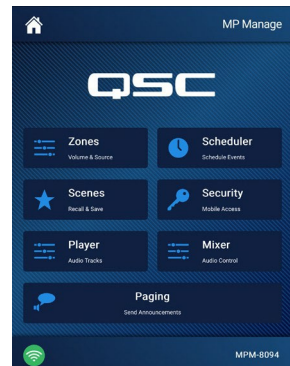 MP Manage
QSC
Zones
Volume & Source
Scheduler
Schedule Events
Scenes
Recall & Save
Security
Mobile Access
Player
Audio Tracks
Mixer
Audio Control
Paging
Send Announcements
MPM-8094